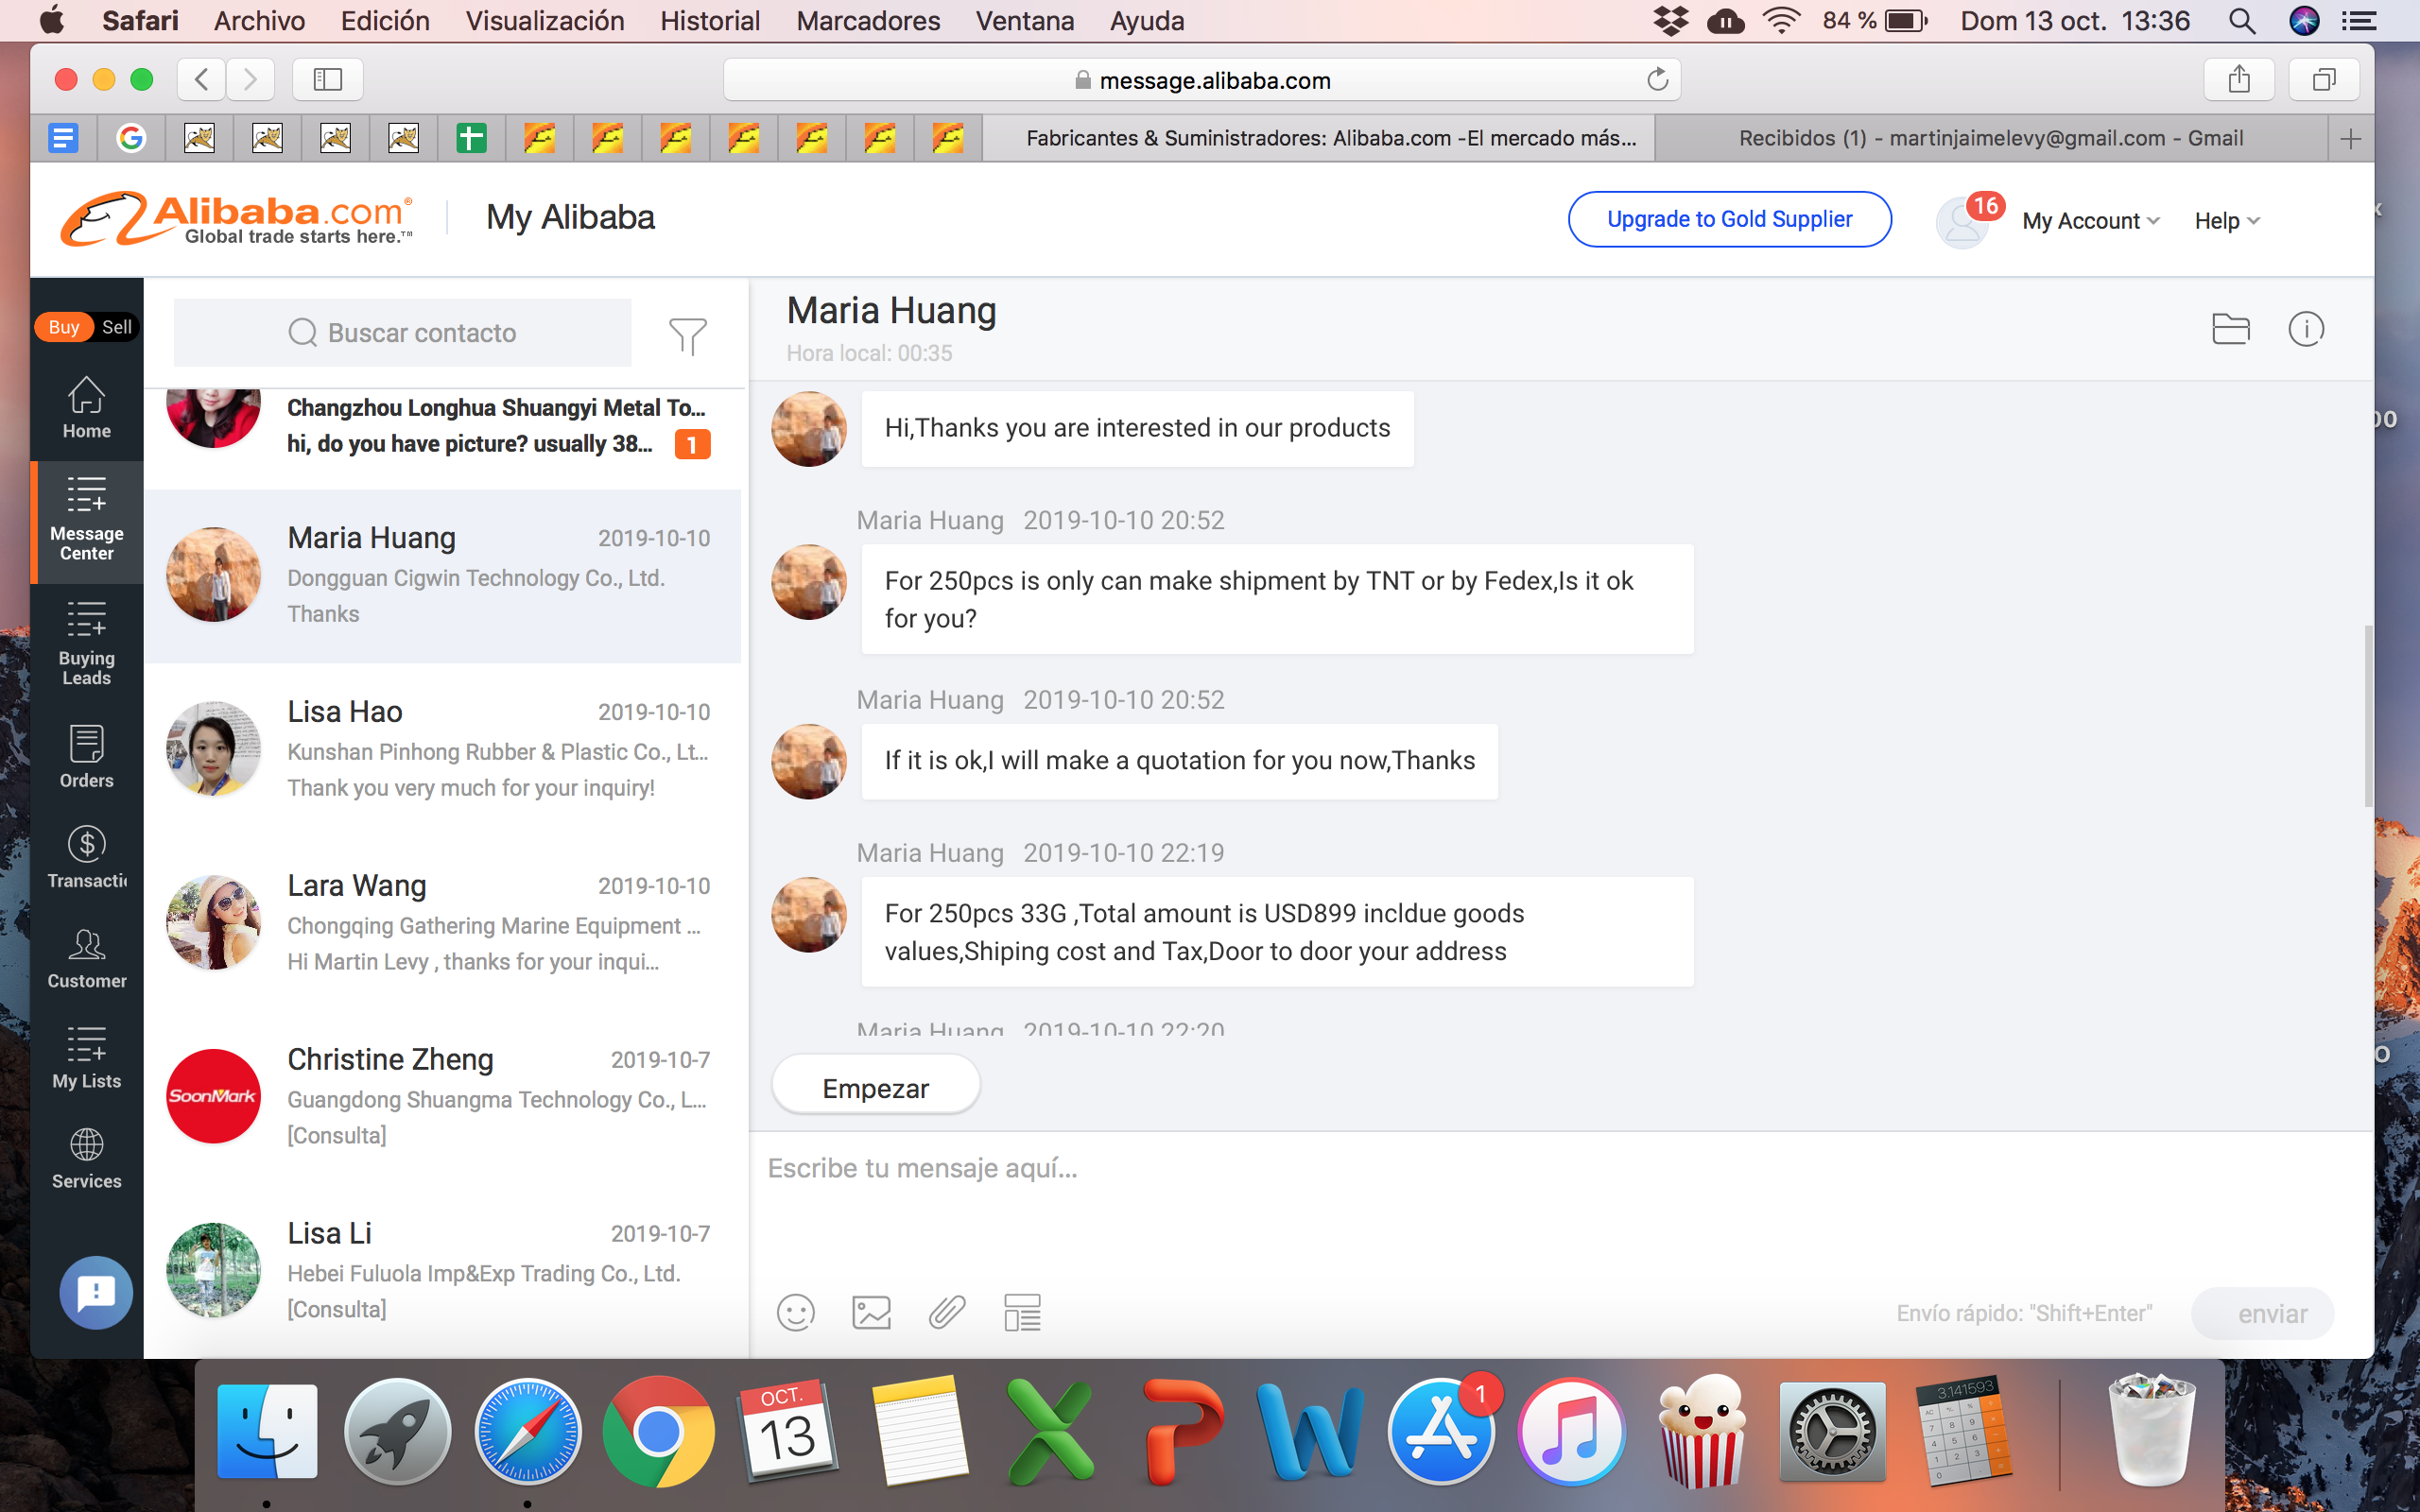 Safari Archivo Edición Visualización Historial Marcadores Ventana Ayuda 84 % Dom 13 oct. 13:36
message.alibaba.com
Fabricantes & Suministradores: Alibaba.com -El mercado más... Recibidos (1) - martinjaimelevy@gmail.com - Gmail
Alibaba.com®
Global trade starts here.™
My Alibaba
Upgrade to Gold Supplier
16
My Account
Help
Buy Sell
Home
Message
Center
Buying
Leads
Orders
Transacti
Customer
My Lists
Services
Buscar contacto
Changzhou Longhua Shuangyi Metal To...
hi, do you have picture? usually 38... 1
Maria Huang 2019-10-10
Dongguan Cigwin Technology Co., Ltd.
Thanks
Lisa Hao 2019-10-10
Kunshan Pinhong Rubber & Plastic Co., Lt...
Thank you very much for your inquiry!
Lara Wang 2019-10-10
Chongqing Gathering Marine Equipment ...
Hi Martin Levy , thanks for your inqui...
SoonMark
Christine Zheng 2019-10-7
Guangdong Shuangma Technology Co., L...
[Consulta]
Lisa Li 2019-10-7
Hebei Fuluola Imp&Exp Trading Co., Ltd.
[Consulta]
Maria Huang
Hora local: 00:35
Hi,Thanks you are interested in our products
Maria Huang 2019-10-10 20:52
For 250pcs is only can make shipment by TNT or by Fedex,Is it ok
for you?
Maria Huang 2019-10-10 20:52
If it is ok,I will make a quotation for you now,Thanks
Maria Huang 2019-10-10 22:19
For 250pcs 33G ,Total amount is USD899 incldue goods
values,Shiping cost and Tax,Door to door your address
Maria Huang 2019-10-10 22:20
Empezar
Escribe tu mensaje aquí...
Envío rápido: "Shift+Enter" enviar
OCT.
13
1
3.141593